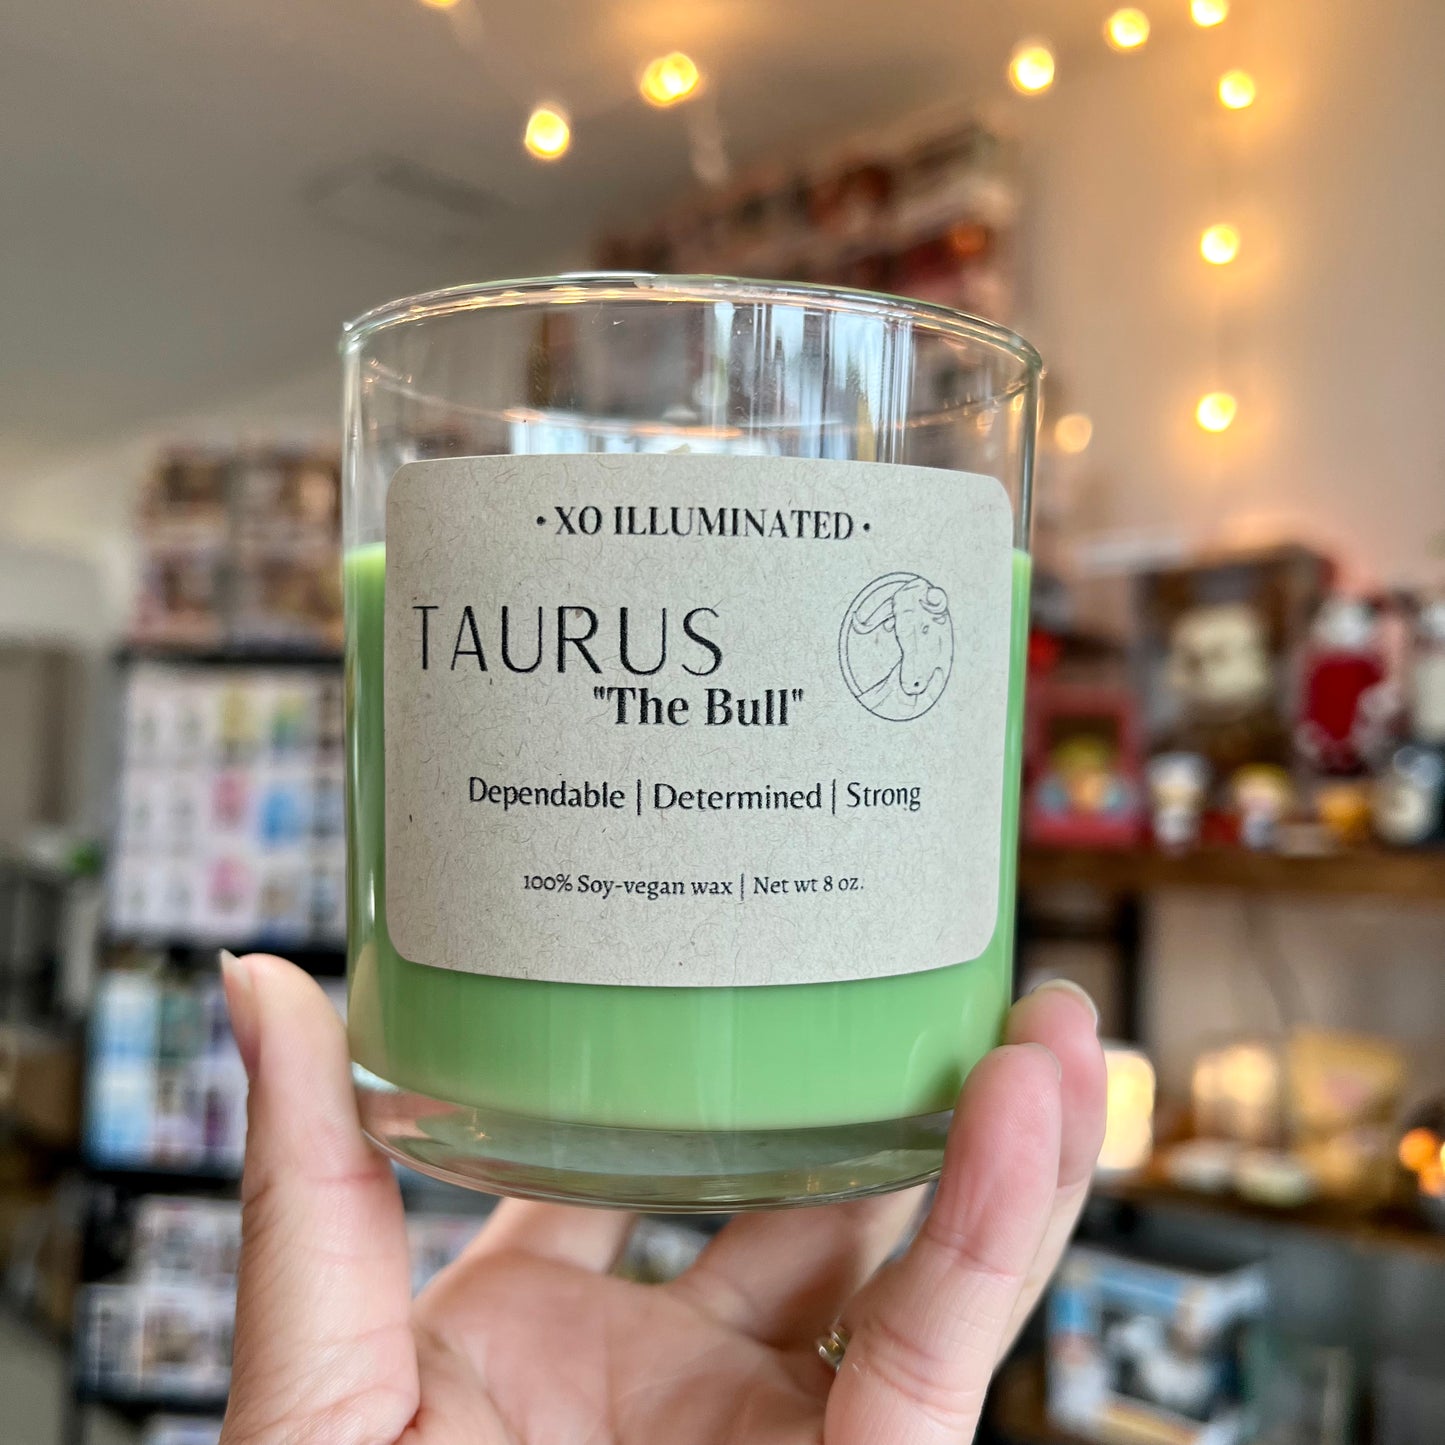 • XO ILLUMINATED •
TAURUS
"The Bull"
Dependable | Determined | Strong
100% Soy-vegan wax | Net wt 8 oz.